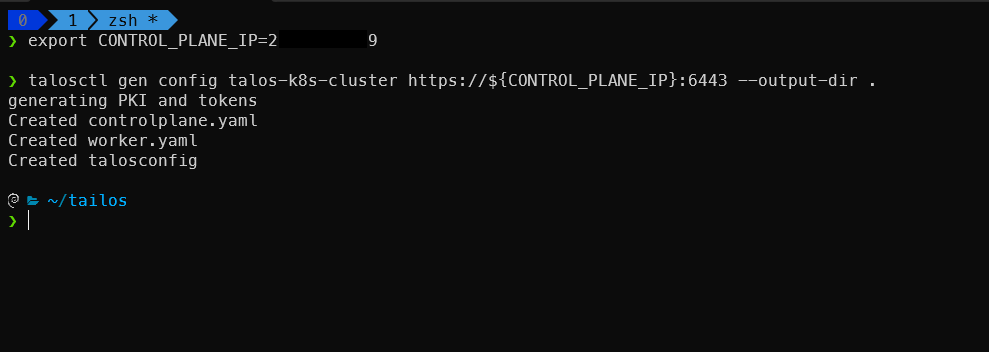 0 1 zsh *
❯ export CONTROL_PLANE_IP=2 9
❯ talosctl gen config talos-k8s-cluster https://${CONTROL_PLANE_IP}:6443 --output-dir .
generating PKI and tokens
Created controlplane.yaml
Created worker.yaml
Created talosconfig
~/tailos
❯